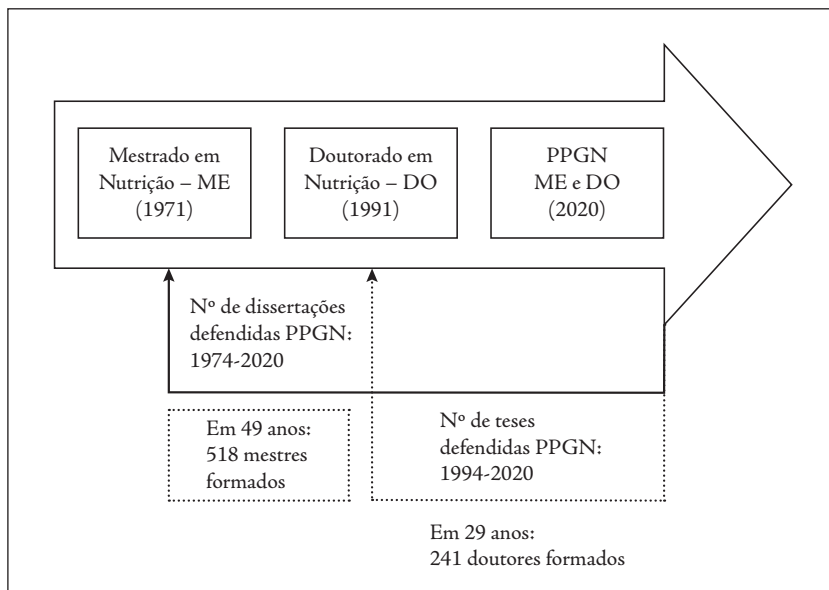 Mestrado em
Nutrição – ME
(1971)
Doutorado em
Nutrição – DO
(1991)
PPGN
ME e DO
(2020)
Nº de dissertações
defendidas PPGN:
1974-2020
Em 49 anos:
518 mestres
formados
Nº de teses
defendidas PPGN:
1994-2020
Em 29 anos:
241 doutores formados